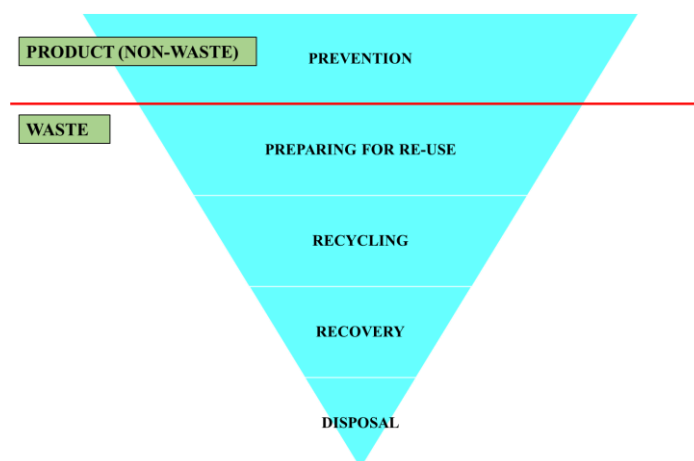 PRODUCT (NON-WASTE)
PREVENTION
WASTE
PREPARING FOR RE-USE
RECYCLING
RECOVERY
DISPOSAL